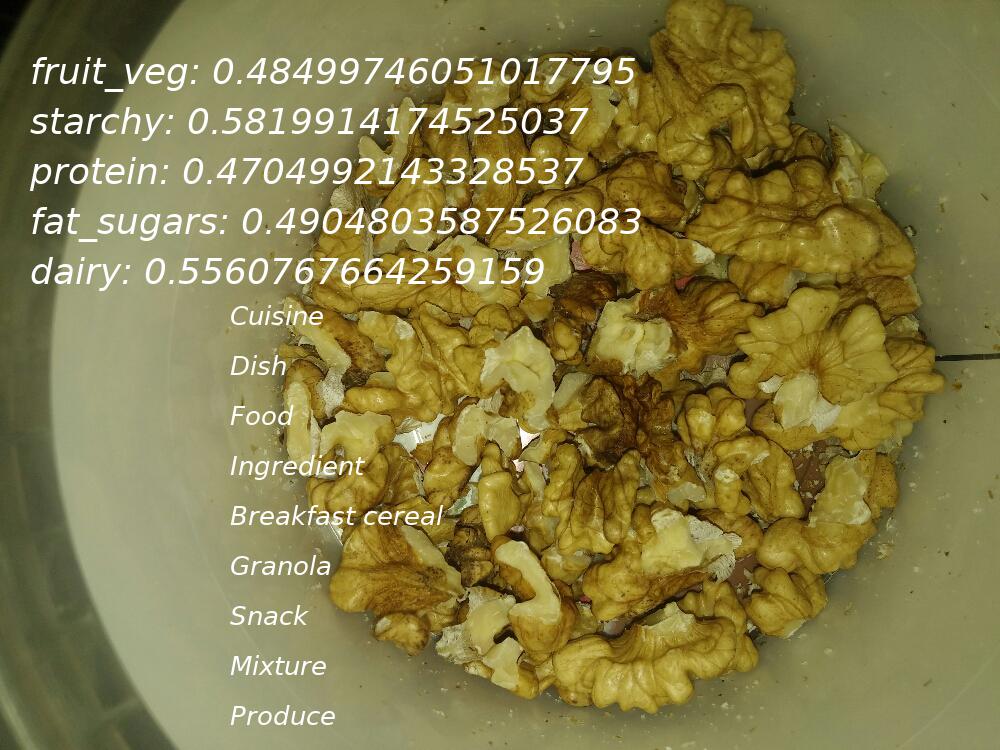 fruit_veg: 0.48499746051017795
starchy: 0.5819914174525037
protein: 0.4704992143328537
fat_sugars: 0.4904803587526083
dairy: 0.5560767664259159
Cuisine
Dish
Food
Ingredient
Breakfast cereal
Granola
Snack
Mixture
Produce